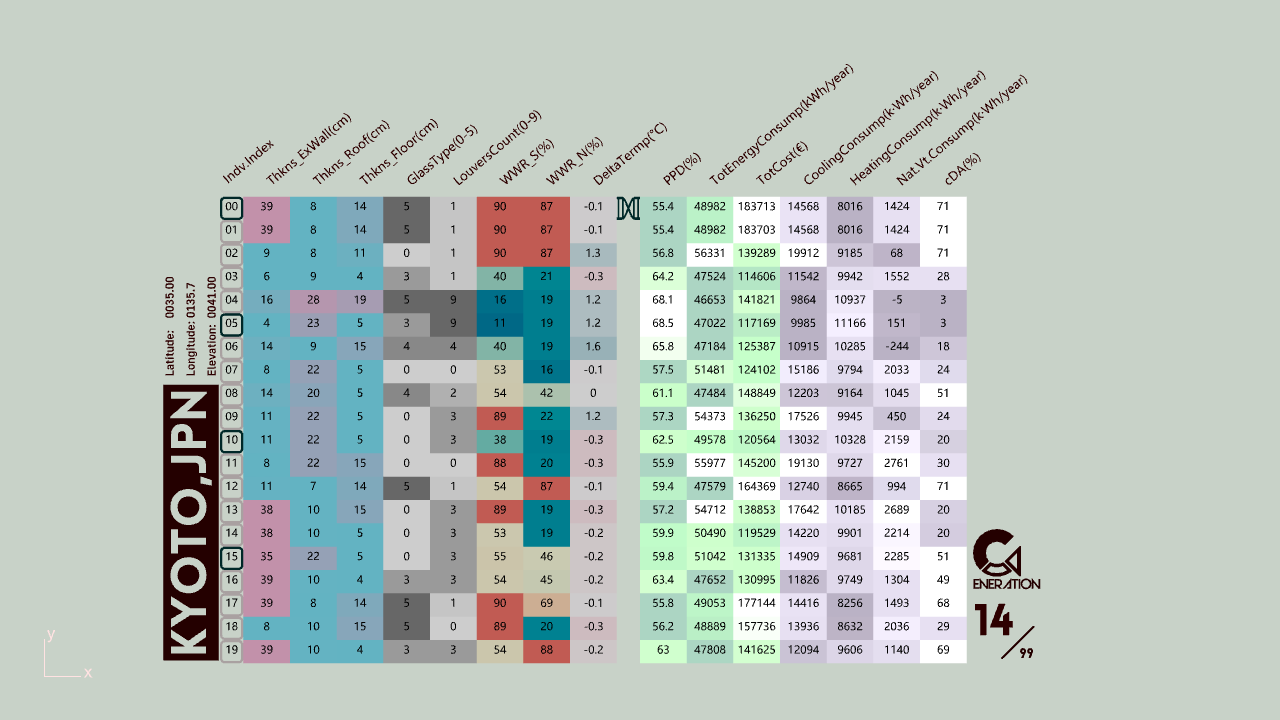 Indv.Index Thkns_ExWall(cm) Thkns_Roof(cm) Thkns_Floor(cm) GlassType(0-5) LouversCount(0-9) WWR_S(%) WWR_N(%) DeltaTermp(°C) PPD(%) TotEnergyConsump(kWh/year) TotCost(€) CoolingConsump(k·Wh/year) HeatingConsump(k·Wh/year) Nat.Vt.Consump(k·Wh/year) cDA(%)
00 39 8 14 5 1 90 87 -0.1 55.4 48982 183713 14568 8016 1424 71
01 39 8 14 5 1 90 87 -0.1 55.4 48982 183703 14568 8016 1424 71
02 9 8 11 0 1 90 87 1.3 56.8 56331 139289 19912 9185 68 71
03 6 9 4 3 1 40 21 -0.3 64.2 47524 114606 11542 9942 1552 28
04 16 28 19 5 9 16 19 1.2 68.1 46653 141821 9864 10937 -5 3
05 4 23 5 3 9 11 19 1.2 68.5 47022 117169 9985 11166 151 3
06 14 9 15 4 4 40 19 1.6 65.8 47184 125387 10915 10285 -244 18
07 8 22 5 0 0 53 16 -0.1 57.5 51481 124102 15186 9794 2033 24
08 14 20 5 4 2 54 42 0 61.1 47484 148849 12203 9164 1045 51
09 11 22 5 0 3 89 22 1.2 57.3 54373 136250 17526 9945 450 24
10 11 22 5 0 3 38 19 -0.3 62.5 49578 120564 13032 10328 2159 20
11 8 22 15 0 0 88 20 -0.3 55.9 55977 145200 19130 9727 2761 30
12 11 7 14 5 1 54 87 -0.1 59.4 47579 164369 12740 8665 994 71
13 38 10 15 0 3 89 19 -0.3 57.2 54712 138853 17642 10185 2689 20
14 38 10 5 0 3 53 19 -0.2 59.9 50490 119529 14220 9901 2214 20
15 35 22 5 0 3 55 46 -0.2 59.8 51042 131335 14909 9681 2285 51
16 39 10 4 3 3 54 45 -0.2 63.4 47652 130995 11826 9749 1304 49
17 39 8 14 5 1 90 69 -0.1 55.8 49053 177144 14416 8256 1493 68
18 8 10 15 5 0 89 20 -0.3 56.2 48889 157736 13936 8632 2036 29
19 39 10 4 3 3 54 88 -0.2 63 47808 141625 12094 9606 1140 69
Latitude: 0035.00
Longitude: 0135.7
Elevation: 0041.00
KYOTO,JPN
GENERATION
14/99
y
x